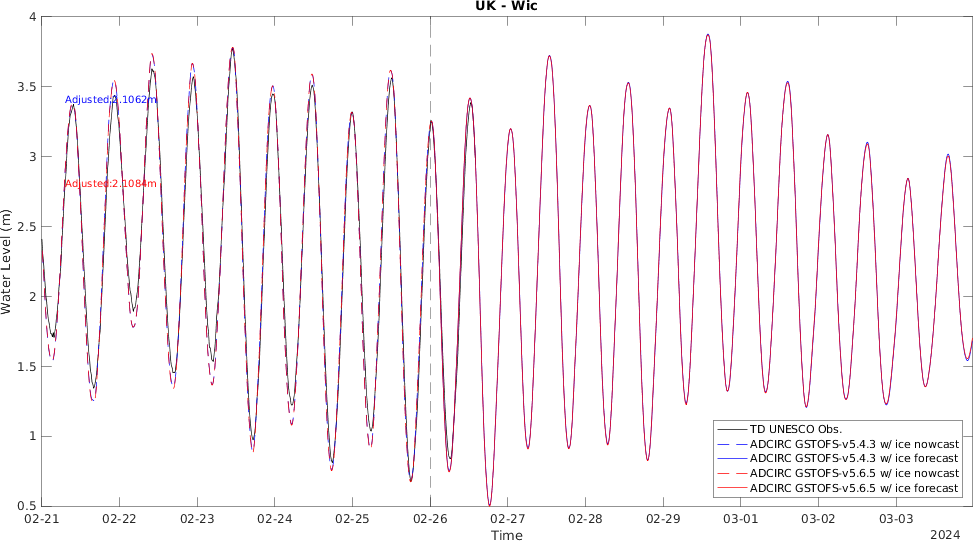 UK - Wic
4
3.5
3
2.5
2
1.5
1
0.5
Water Level (m)
Adjusted:2.1062m
Adjusted:2.1084m
TD UNESCO Obs.
ADCIRC GSTOFS-v5.4.3 w/ ice nowcast
ADCIRC GSTOFS-v5.4.3 w/ ice forecast
ADCIRC GSTOFS-v5.6.5 w/ ice nowcast
ADCIRC GSTOFS-v5.6.5 w/ ice forecast
02-21 02-22 02-23 02-24 02-25 02-26 02-27 02-28 02-29 03-01 03-02 03-03
Time
2024